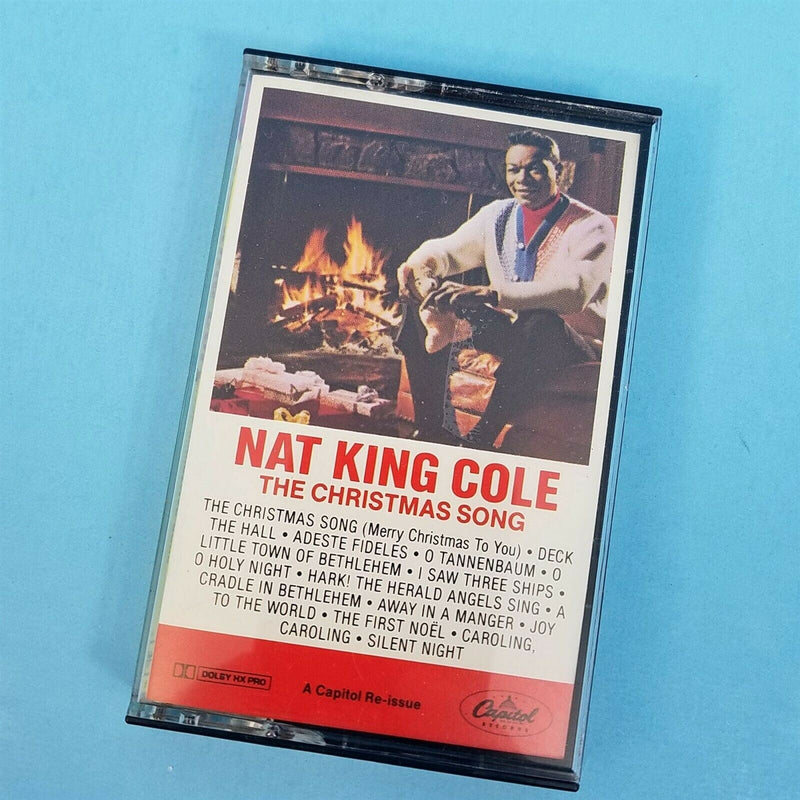 NAT KING COLE
THE CHRISTMAS SONG
THE CHRISTMAS SONG (Merry Christmas To You) • DECK
THE HALL • ADESTE FIDELES • O TANNENBAUM • O
LITTLE TOWN OF BETHLEHEM • I SAW THREE SHIPS •
O HOLY NIGHT • HARK! THE HERALD ANGELS SING • A
CRADLE IN BETHLEHEM • AWAY IN A MANGER • JOY
TO THE WORLD • THE FIRST NOËL • CAROLING,
CAROLING • SILENT NIGHT
DOLBY HX PRO
A Capitol Re-issue
Capitol
RECORDS